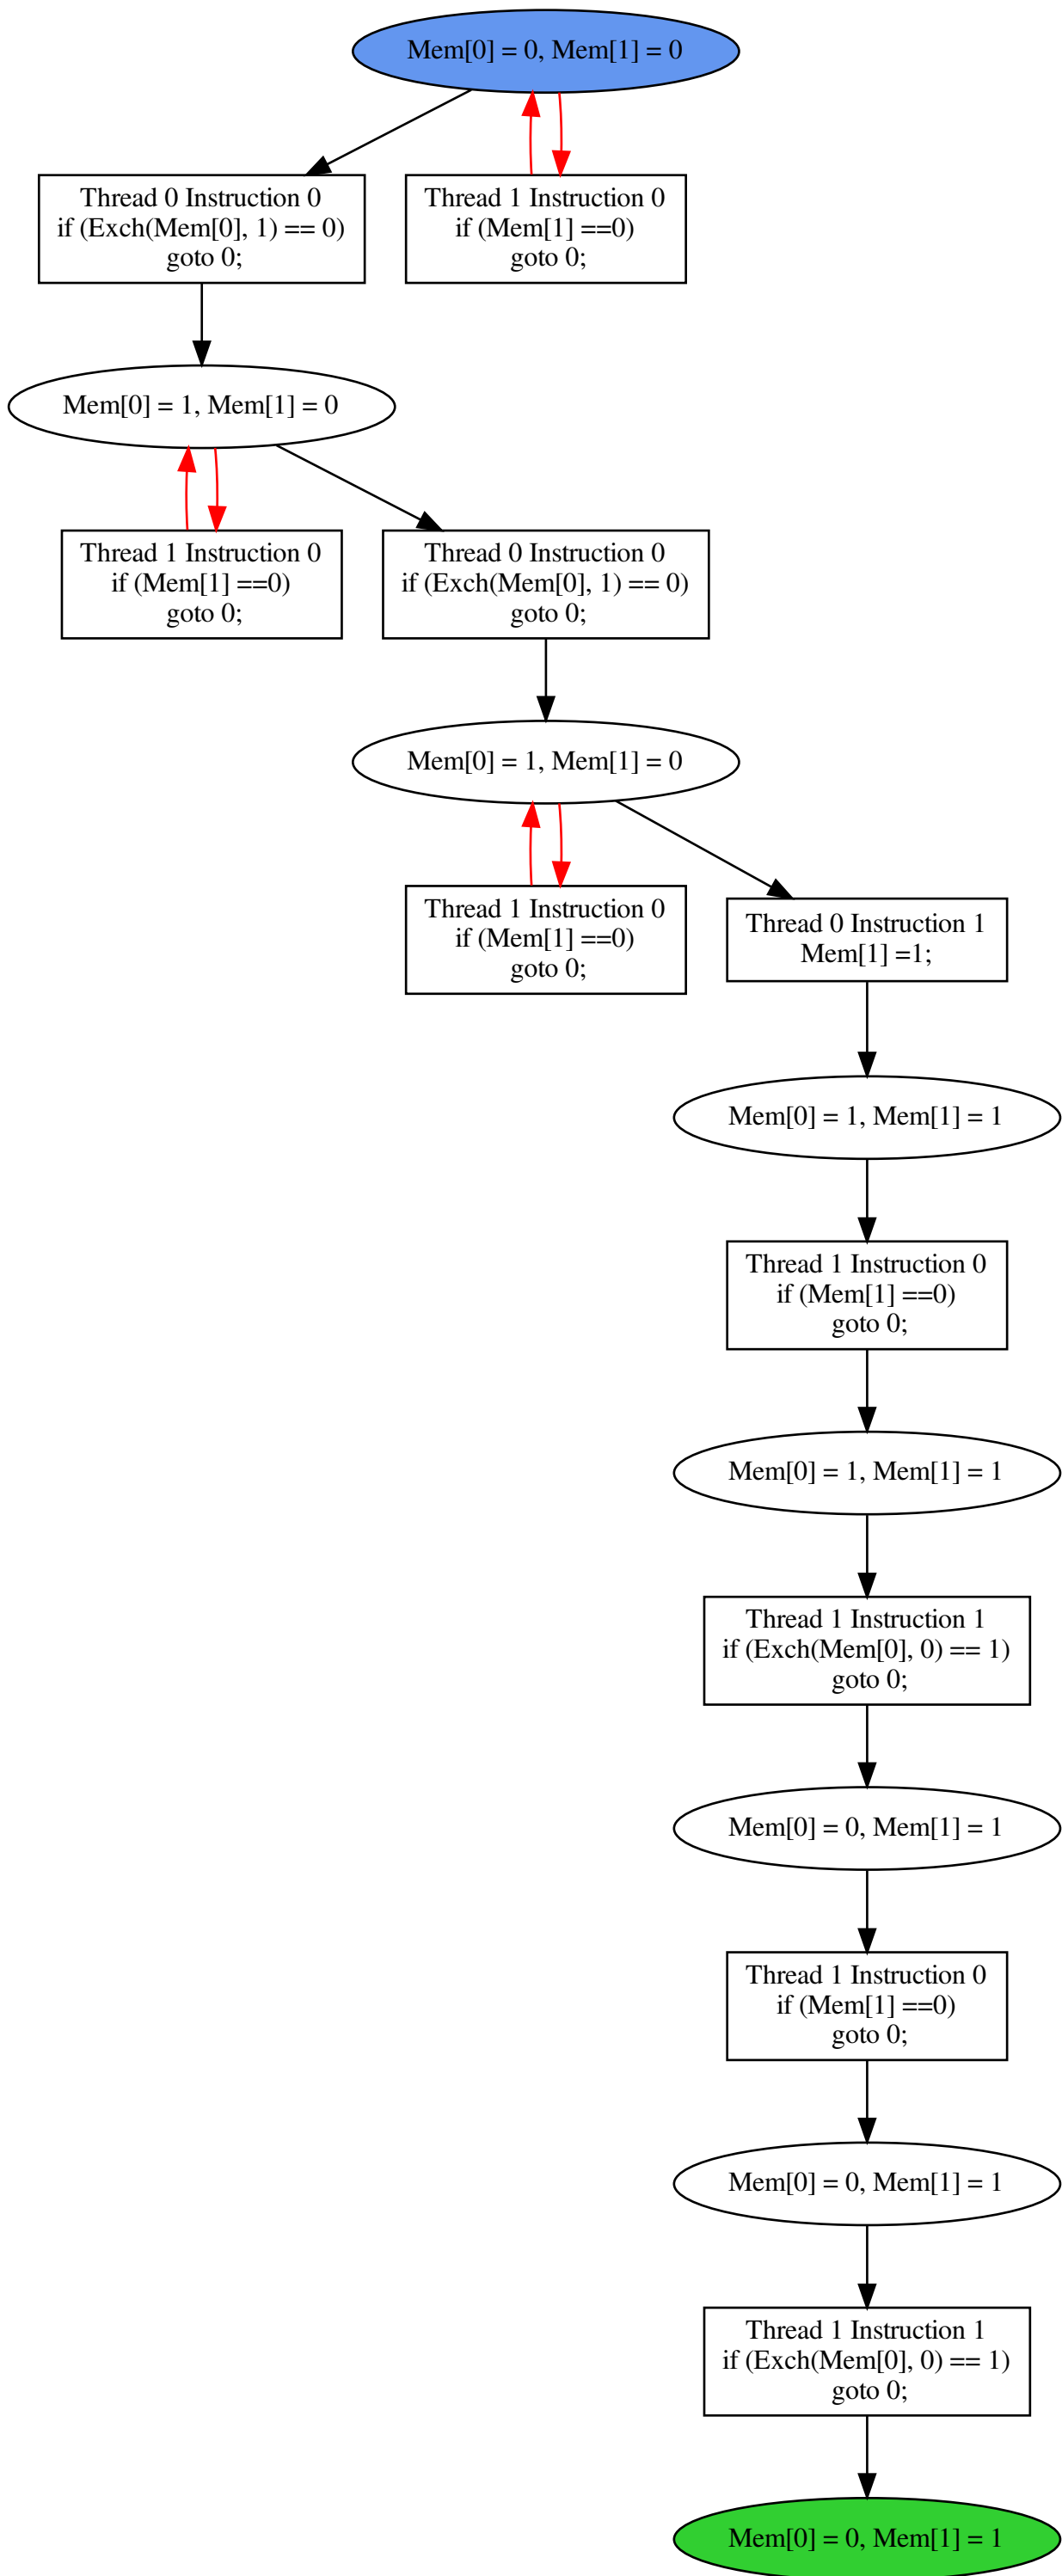 Mem[0] = 0, Mem[1] = 0
Thread 0 Instruction 0
if (Exch(Mem[0], 1) == 0)
goto 0;
Thread 1 Instruction 0
if (Mem[1] ==0)
goto 0;
Mem[0] = 1, Mem[1] = 0
Thread 1 Instruction 0
if (Mem[1] ==0)
goto 0;
Thread 0 Instruction 0
if (Exch(Mem[0], 1) == 0)
goto 0;
Mem[0] = 1, Mem[1] = 0
Thread 1 Instruction 0
if (Mem[1] ==0)
goto 0;
Thread 0 Instruction 1
Mem[1] =1;
Mem[0] = 1, Mem[1] = 1
Thread 1 Instruction 0
if (Mem[1] ==0)
goto 0;
Mem[0] = 1, Mem[1] = 1
Thread 1 Instruction 1
if (Exch(Mem[0], 0) == 1)
goto 0;
Mem[0] = 0, Mem[1] = 1
Thread 1 Instruction 0
if (Mem[1] ==0)
goto 0;
Mem[0] = 0, Mem[1] = 1
Thread 1 Instruction 1
if (Exch(Mem[0], 0) == 1)
goto 0;
Mem[0] = 0, Mem[1] = 1